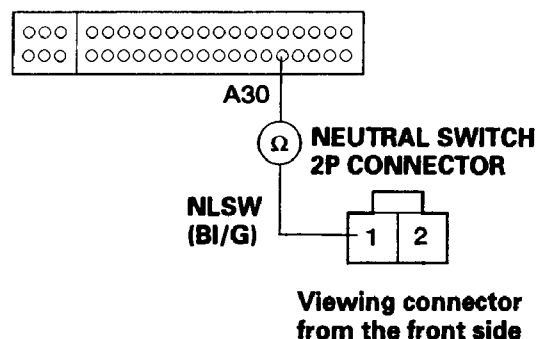 A30
Ω
NEUTRAL SWITCH
2P CONNECTOR
NLSW
(Bl/G)
1 2
Viewing connector
from the front side